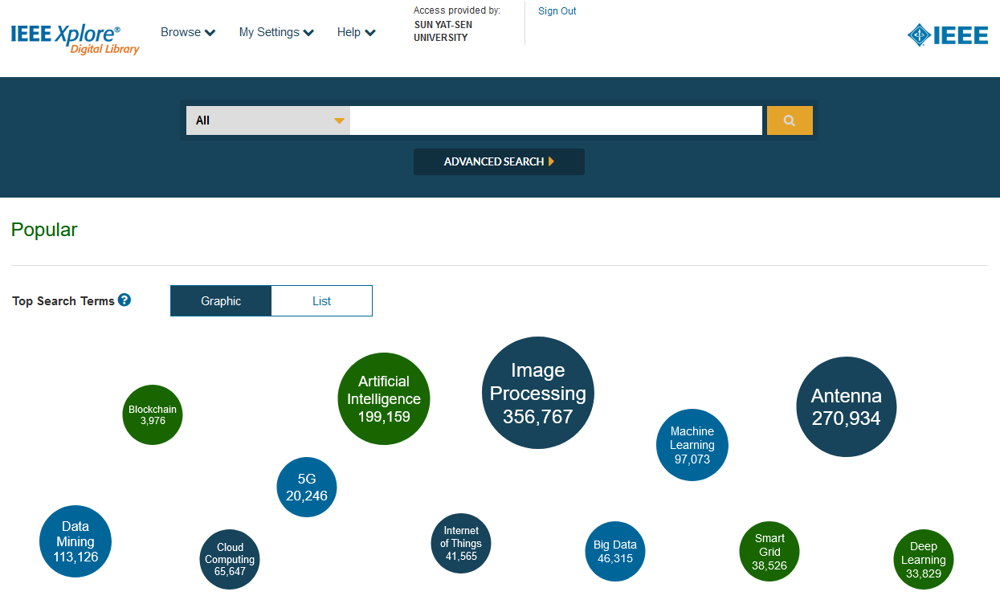 IEEE Xplore®
Digital Library
Browse
My Settings
Help
Access provided by:
SUN YAT-SEN
UNIVERSITY
Sign Out
IEEE
All
ADVANCED SEARCH
Popular
Top Search Terms ?
Graphic
List
Blockchain
3,976
Artificial
Intelligence
199,159
Image
Processing
356,767
Antenna
270,934
Machine
Learning
97,073
5G
20,246
Data
Mining
113,126
Cloud
Computing
65,647
Internet
of Things
41,565
Big Data
46,315
Smart
Grid
38,526
Deep
Learning
33,829